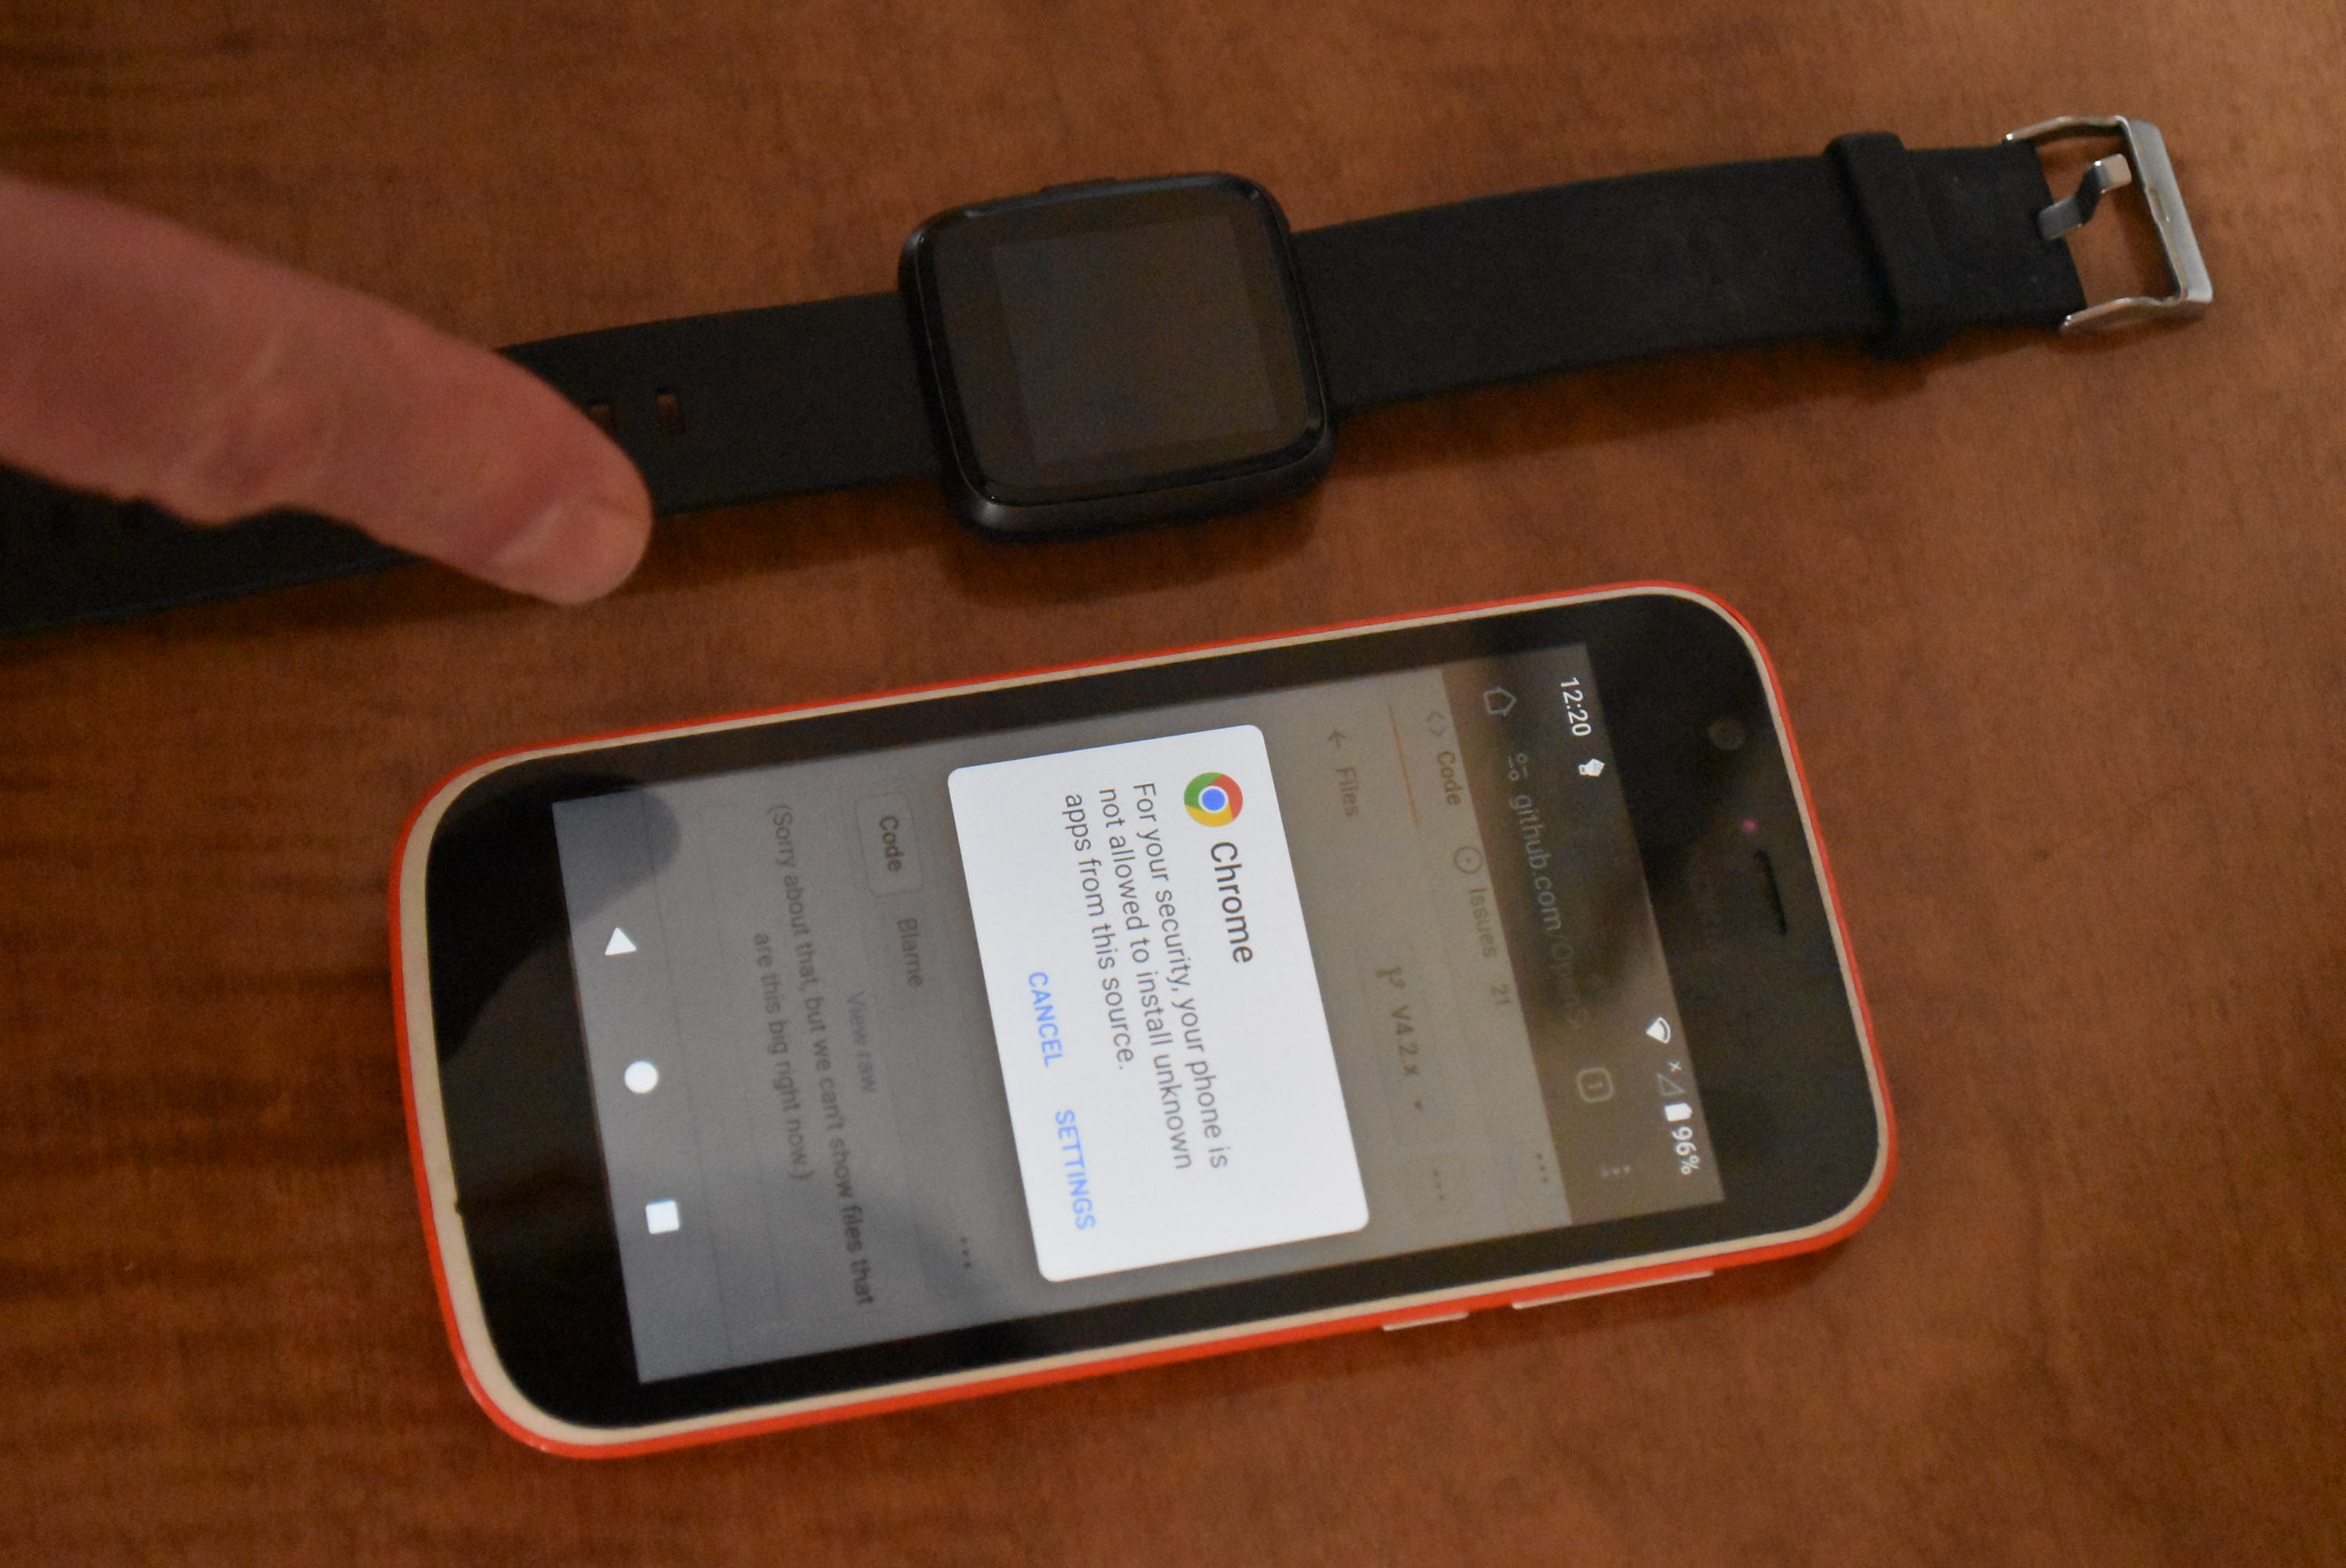 12:20
96%
github.com/Opens
1
Code
Issues 21
Files
V4.2.x
Chrome
For your security, your phone is
not allowed to install unknown
apps from this source.
CANCEL SETTINGS
Code Blame
View raw
(Sorry about that, but we can't show files that
are this big right now.)